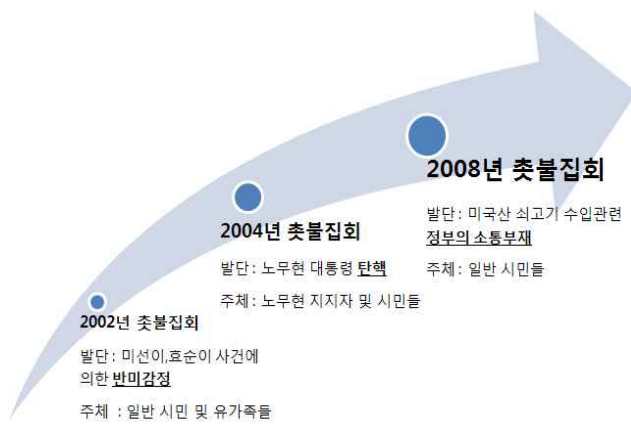 2008년 촛불집회
발단 : 미국산 쇠고기 수입관련
정부의 소통부재
주체 : 일반 시민들
2004년 촛불집회
발단 : 노무현 대통령 탄핵
주체 : 노무현 지지자 및 시민들
2002년 촛불집회
발단 : 미선이,효순이 사건에
의한 반미감정
주체 : 일반 시민 및 유가족들